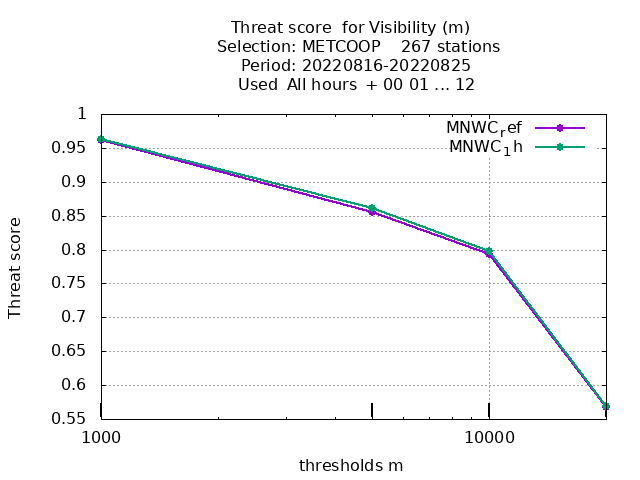 Threat score for Visibility (m)
Selection: METCOOP 267 stations
Period: 20220816-20220825
Used All hours + 00 01 ... 12
MNWC_ref
MNWC_1h
1
0.95
0.9
0.85
0.8
0.75
0.7
0.65
0.6
0.55
Threat score
1000
10000
thresholds m